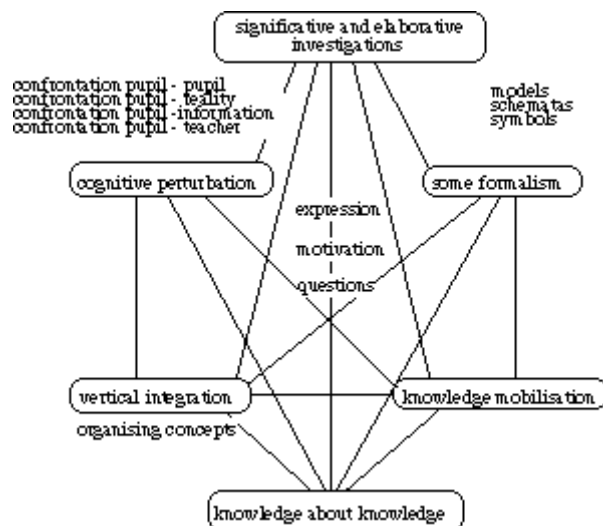 significative and elaborative
investigations
confrontation pupil - pupil
confrontation pupil - teality
confrontation pupil -information
confrontation pupil - teacher
models
schematas
symbols
cognitive perturbation
some formalism
expression
motivation
questions
vertical integration
knowledge mobilisation
organising concepts
knowledge about knowledge